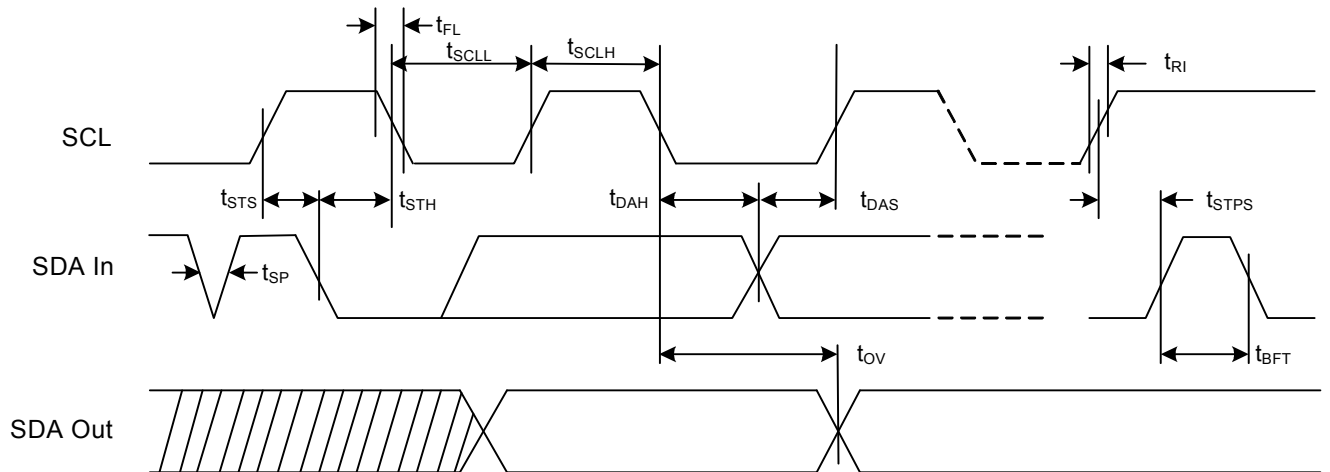 tFL
tSCLL tSCLH
tRI
SCL
tSTS tSTH tDAH tDAS tSTPS
SDA In
tSP
tOV tBFT
SDA Out